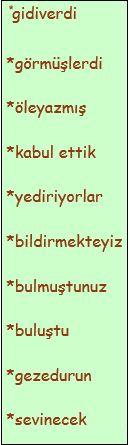 *gidiverdi
*görmüşlerdi
*öleyazmış
*kabul ettik
*yediriyorlar
*bildirmekteyiz
*bulmuştunuz
*buluştu
*gezedurun
*sevinecek